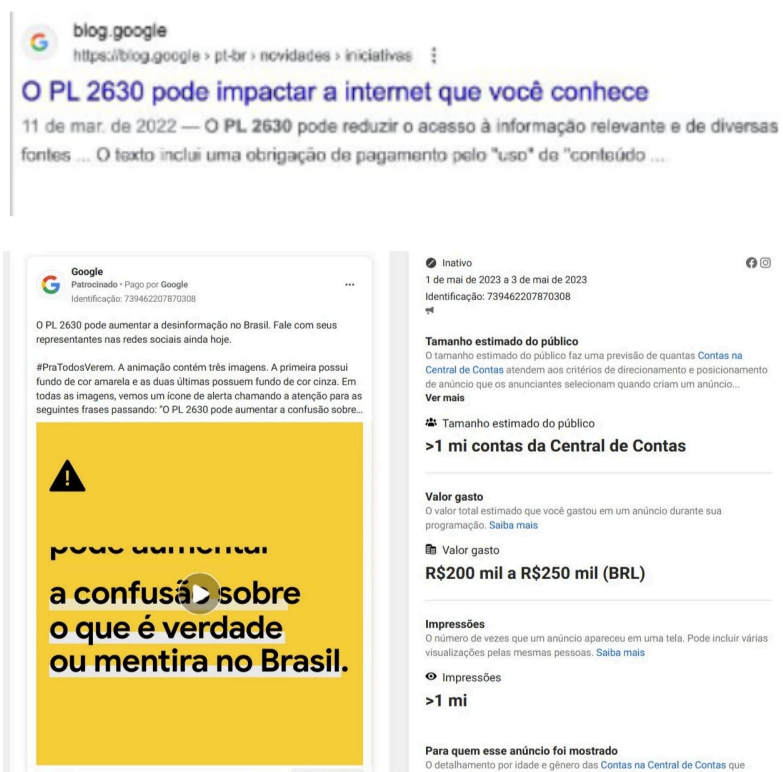 blog.google
https://blog.google › pt-br › novidades › iniciativas
O PL 2630 pode impactar a internet que você conhece
11 de mar. de 2022 — O PL 2630 pode reduzir o acesso à informação relevante e de diversas
fontes ... O texto inclui uma obrigação de pagamento pelo "uso" de "conteúdo ...
Google
Patrocinado • Pago por Google
Identificação: 739462207870308
O PL 2630 pode aumentar a desinformação no Brasil. Fale com seus
representantes nas redes sociais ainda hoje.
#PraTodosVerem. A animação contém três imagens. A primeira possui
fundo de cor amarela e as duas últimas possuem fundo de cor cinza. Em
todas as imagens, vemos um ícone de alerta chamando a atenção para as
seguintes frases passando: "O PL 2630 pode aumentar a confusão sobre...
pode aumentar
a confusão sobre
o que é verdade
ou mentira no Brasil.
Inativo
1 de mai de 2023 a 3 de mai de 2023
Identificação: 739462207870308
Tamanho estimado do público
O tamanho estimado do público faz uma previsão de quantas Contas na
Central de Contas atendem aos critérios de direcionamento e posicionamento
de anúncio que os anunciantes selecionam quando criam um anúncio...
Ver mais
Tamanho estimado do público
>1 mi contas da Central de Contas
Valor gasto
O valor total estimado que você gastou em um anúncio durante sua
programação. Saiba mais
Valor gasto
R$200 mil a R$250 mil (BRL)
Impressões
O número de vezes que um anúncio apareceu em uma tela. Pode incluir várias
visualizações pelas mesmas pessoas. Saiba mais
Impressões
>1 mi
Para quem esse anúncio foi mostrado
O detalhamento por idade e gênero das Contas na Central de Contas que